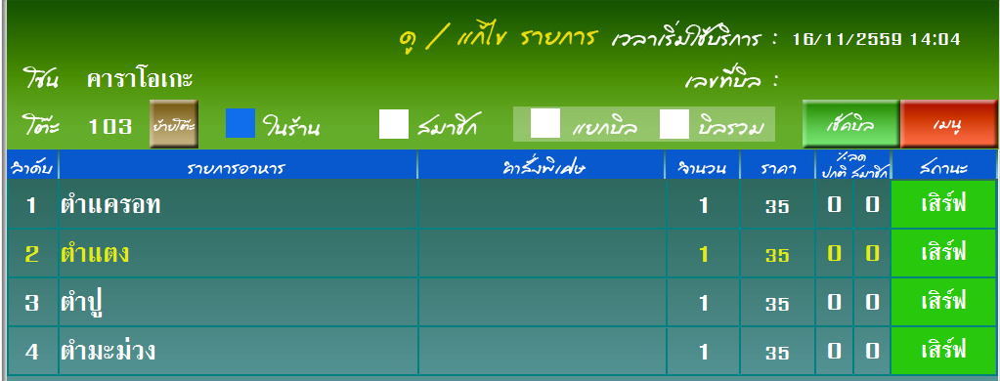 ดู / แก้ไข รายการ เวลาเริ่มใช้บริการ : 16/11/2559 14:04
โซน คาราโอเกะ เลขที่บิล :
โต๊ะ 103 ย้ายโต๊ะ ในร้าน สมาชิก แยกบิล บิลรวม เช็คบิล เมนู
ลำดับ รายการอาหาร คำสั่งพิเศษ จำนวน ราคา %ลด ปกติ สมาชิก สถานะ
1 ตำแครอท 1 35 0 0 เสิร์ฟ
2 ตำแตง 1 35 0 0 เสิร์ฟ
3 ตำปู 1 35 0 0 เสิร์ฟ
4 ตำมะม่วง 1 35 0 0 เสิร์ฟ